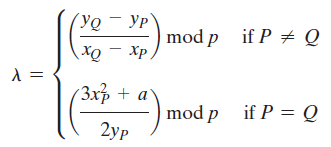 λ = { ((y_Q − y_P) / (x_Q − x_P)) mod p if P ≠ Q
((3x_P^2 + a) / (2y_P)) mod p if P = Q